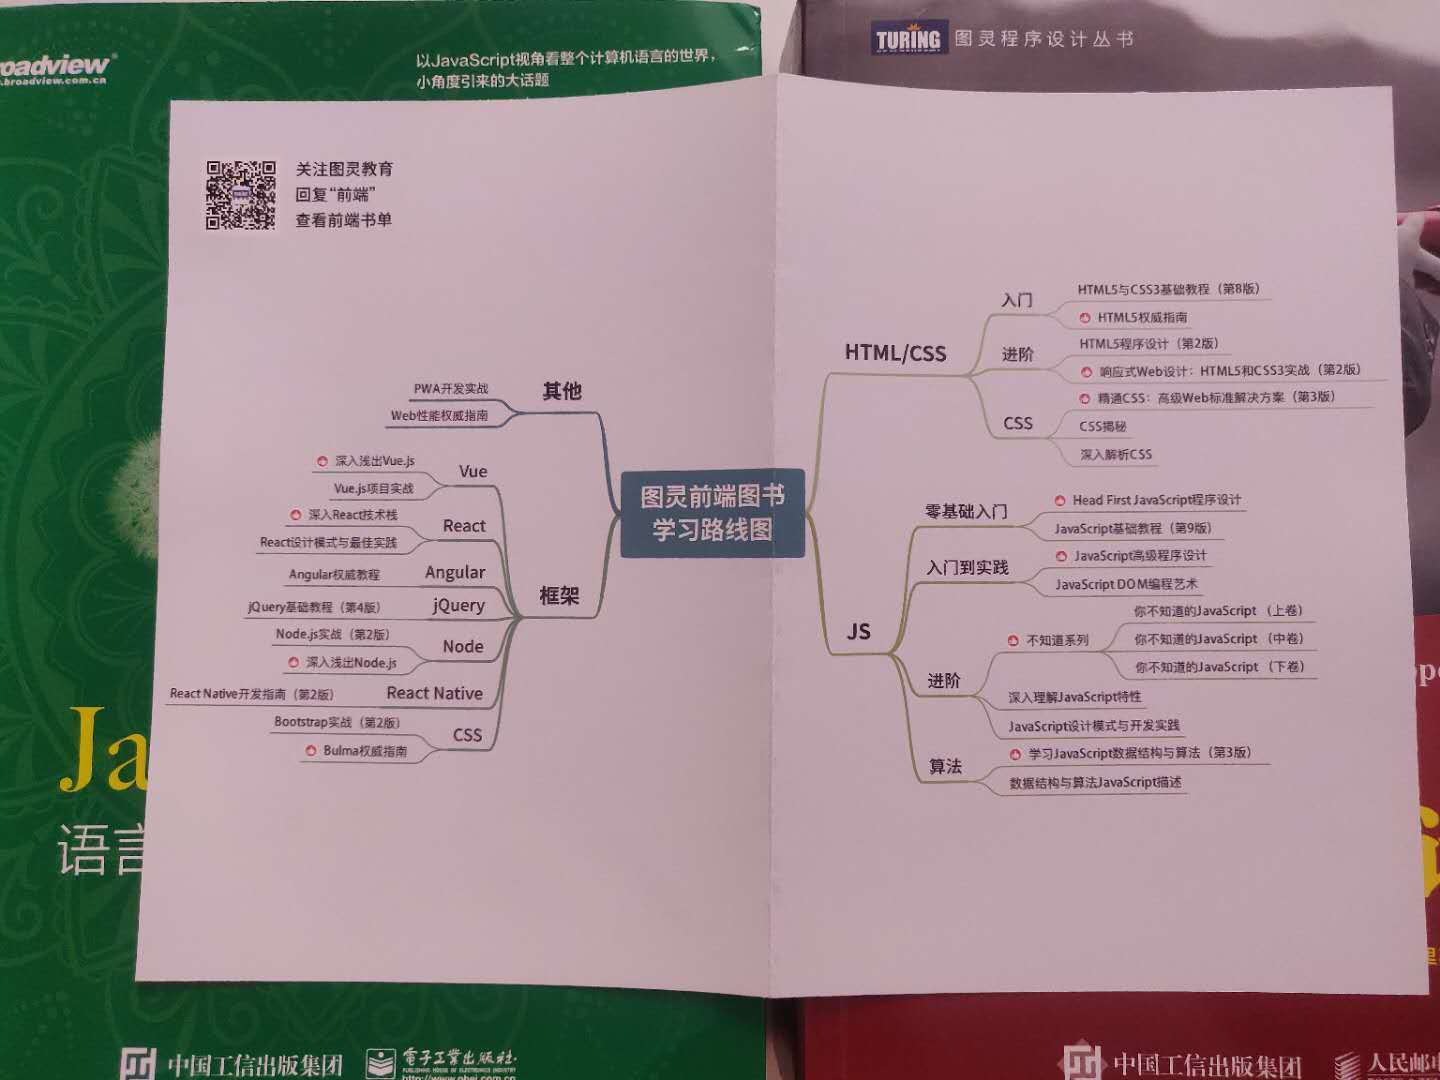 Broadview
www.broadview.com.cn
以JavaScript视角看整个计算机语言的世界，
小角度引来的大话题
TURING 图灵程序设计丛书
关注图灵教育
回复“前端”
查看前端书单
图灵前端图书
学习路线图
HTML/CSS
入门
HTML5与CSS3基础教程（第8版）
HTML5权威指南
进阶
HTML5程序设计（第2版）
响应式Web设计：HTML5和CSS3实战（第2版）
CSS
精通CSS：高级Web标准解决方案（第3版）
CSS揭秘
深入解析CSS
JS
零基础入门
Head First JavaScript程序设计
JavaScript基础教程（第9版）
入门到实践
JavaScript高级程序设计
JavaScript DOM编程艺术
进阶
不知道系列
你不知道的JavaScript （上卷）
你不知道的JavaScript （中卷）
你不知道的JavaScript （下卷）
深入理解JavaScript特性
JavaScript设计模式与开发实践
算法
学习JavaScript数据结构与算法（第3版）
数据结构与算法JavaScript描述
其他
PWA开发实战
Web性能权威指南
框架
Vue
深入浅出Vue.js
Vue.js项目实战
React
深入React技术栈
React设计模式与最佳实践
Angular
Angular权威教程
jQuery
jQuery基础教程（第4版）
Node
Node.js实战（第2版）
深入浅出Node.js
React Native
React Native开发指南（第2版）
CSS
Bootstrap实战（第2版）
Bulma权威指南
Ja
语言
中国工信出版集团
电子工业出版社
PUBLISHING HOUSE OF ELECTRONICS INDUSTRY
http://www.phei.com.cn
中国工信出版集团
人民邮电